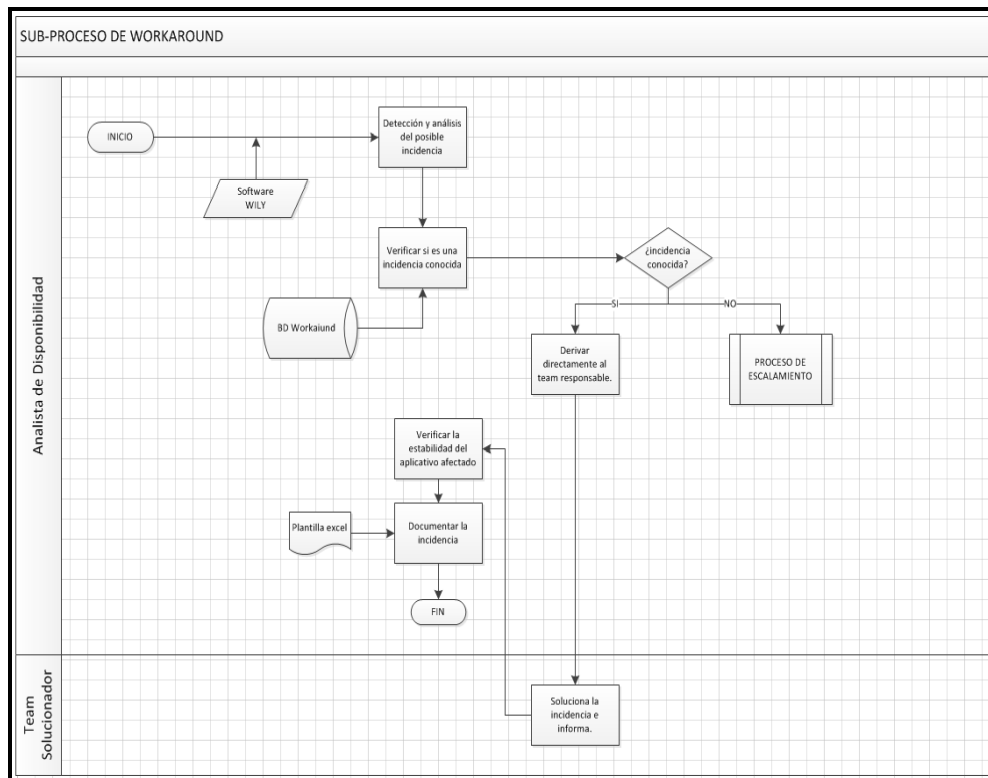 SUB-PROCESO DE WORKAROUND
Analista de Disponibilidad
INICIO
Detección y análisis
del posible
incidencia
Software
WILY
Verificar si es una
incidencia conocida
¿incidencia
conocida?
BD Workaiund
SI
NO
Derivar
directamente al
team responsable.
PROCESO DE
ESCALAMIENTO
Verificar la
estabilidad del
aplicativo afectado
Plantilla excel
Documentar la
incidencia
FIN
Team
Solucionador
Soluciona la
incidencia e
informa.